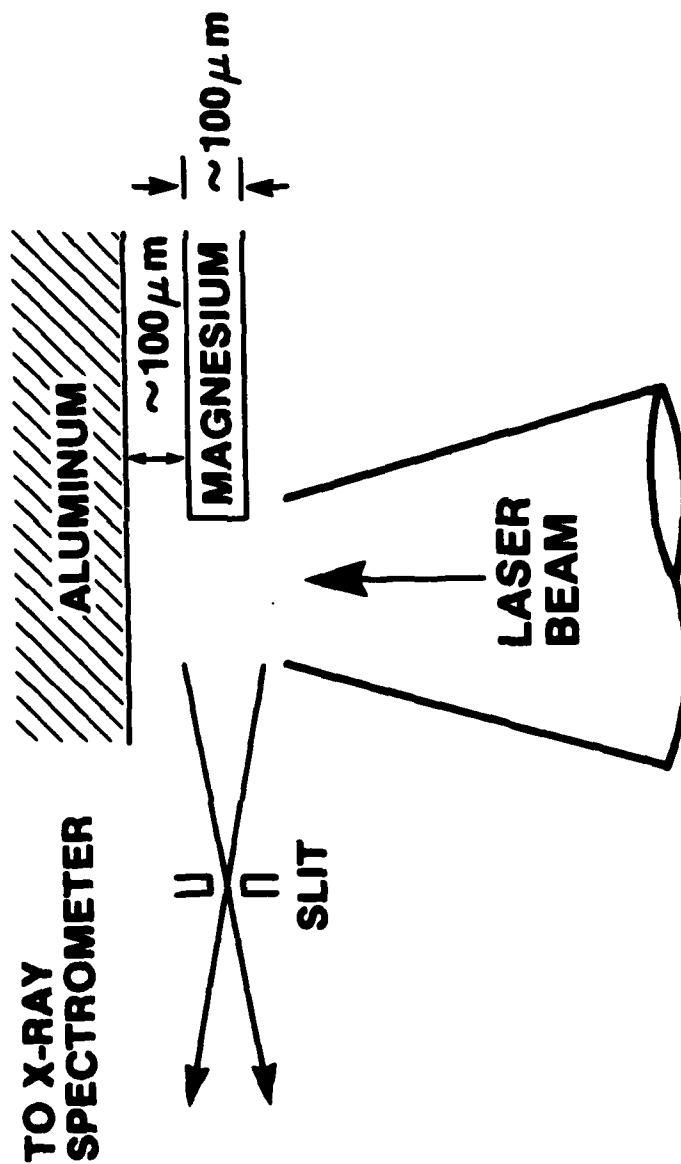 TO X-RAY
SPECTROMETER
SLIT
ALUMINUM
~100μm
MAGNESIUM
~100μm
LASER
BEAM